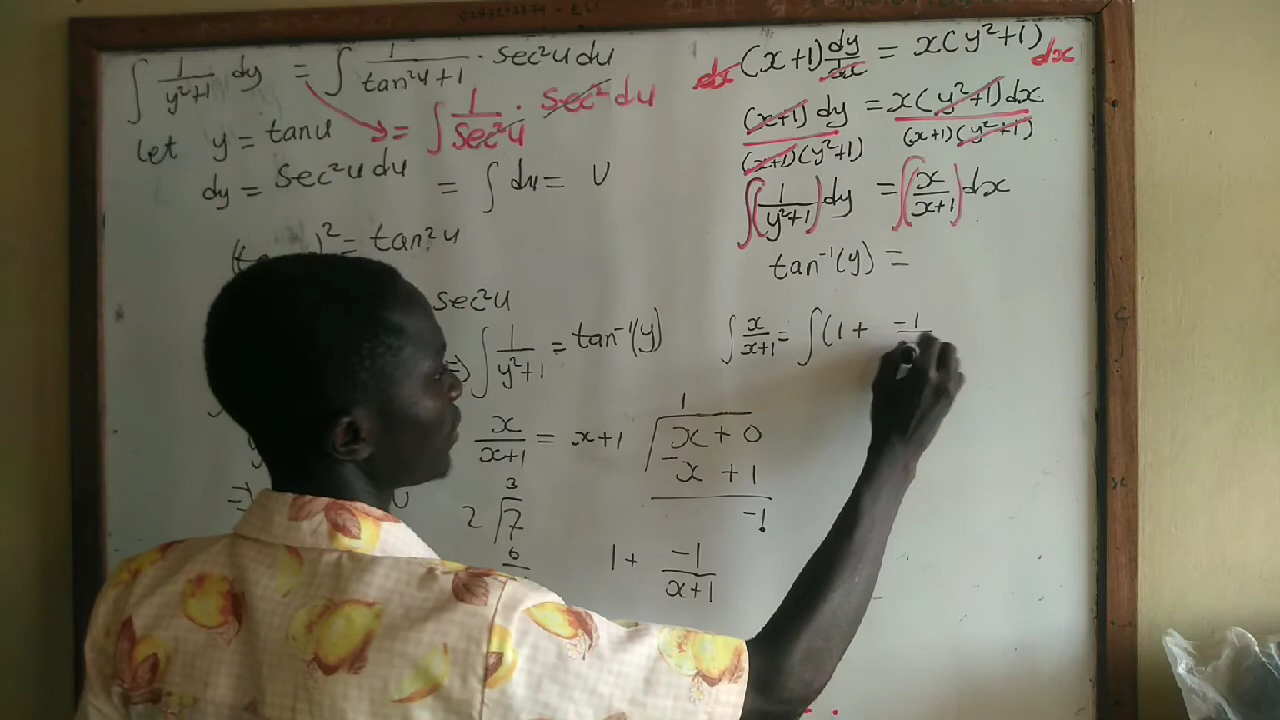 ∫ 1/(y²+1) dy = ∫ 1/(tan²u+1) · sec²u du
= ∫ 1/sec²u · sec² du
let y = tanu
dy = sec²u du = ∫ du = U
)² = tan²u
sec²u
=) ∫ 1/(y²+1) = tan⁻¹(y)
x/(x+1) = x+1
1
x + 0
- x + 1
-1
3
2 7
6
1 + -1/(x+1)
dx (x+1) dy/dx = x(y²+1) dx
(x+1) dy/(x+1)(y²+1) = x(y²+1)dx/(x+1)(y²+1)
∫(1/(y²+1))dy = ∫(x/(x+1))dx
tan⁻¹(y) =
∫ x/(x+1) = ∫(1 + -1